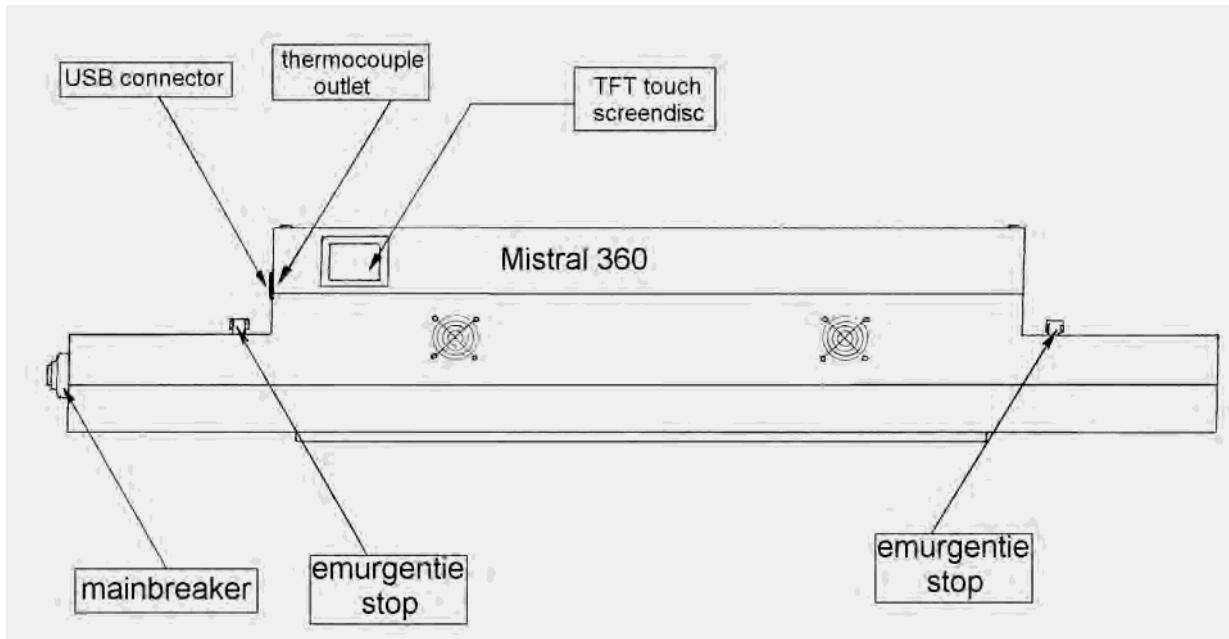 USB connector
thermocouple
outlet
TFT touch
screendisc
Mistral 360
mainbreaker
emurgentie
stop
emurgentie
stop